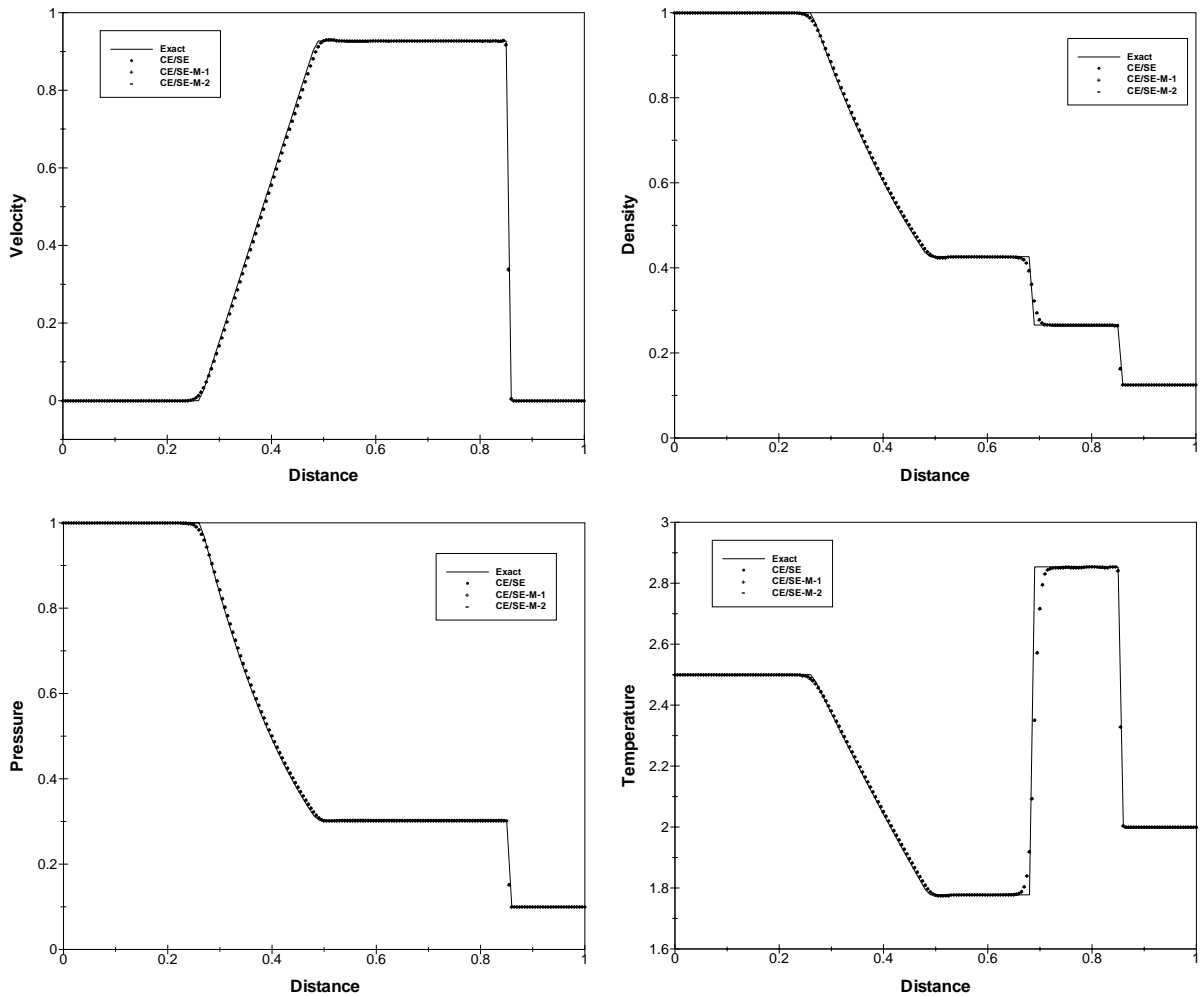 1
0.8
0.6
0.4
0.2
0
Velocity
0 0.2 0.4 0.6 0.8 1
Distance
Exact
CE/SE
CE/SE-M-1
CE/SE-M-2
1
0.8
0.6
0.4
0.2
0
Density
0 0.2 0.4 0.6 0.8 1
Distance
Exact
CE/SE
CE/SE-M-1
CE/SE-M-2
1
0.8
0.6
0.4
0.2
0
Pressure
0 0.2 0.4 0.6 0.8 1
Distance
Exact
CE/SE
CE/SE-M-1
CE/SE-M-2
3
2.8
2.6
2.4
2.2
2
1.8
1.6
Temperature
0 0.2 0.4 0.6 0.8 1
Distance
Exact
CE/SE
CE/SE-M-1
CE/SE-M-2